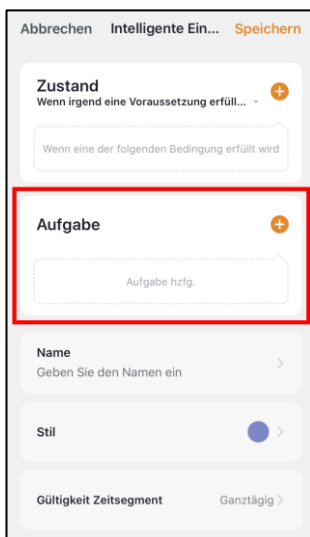 Abbrechen Intelligente Ein... Speichern
Zustand
Wenn irgend eine Voraussetzung erfüll...
Wenn eine der folgenden Bedingung erfüllt wird
Aufgabe
Aufgabe hzfg.
Name
Geben Sie den Namen ein
Stil
Gültigkeit Zeitsegment Ganztägig